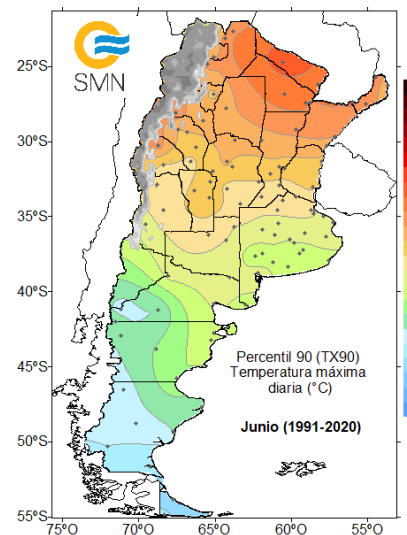 SMN
25°S
30°S
35°S
40°S
45°S
50°S
55°S
Percentil 90 (TX90)
Temperatura máxima
diaria (°C)
Junio (1991-2020)
75°O
70°O
65°O
60°O
55°O